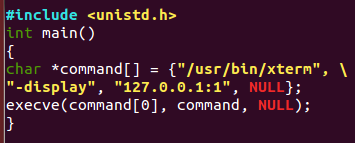 #include <unistd.h>
int main()
{
char *command[] = {"/usr/bin/xterm", \
"-display", "127.0.0.1:1", NULL};
execve(command[0], command, NULL);
}